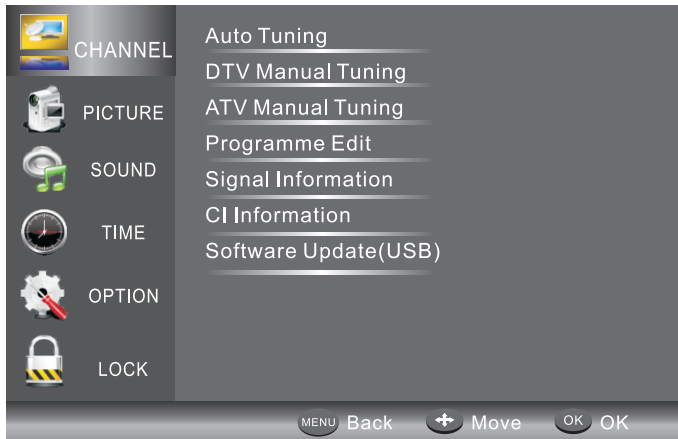 CHANNEL
PICTURE
SOUND
TIME
OPTION
LOCK
Auto Tuning
DTV Manual Tuning
ATV Manual Tuning
Programme Edit
Signal Information
CI Information
Software Update(USB)
MENU Back
Move
OK OK